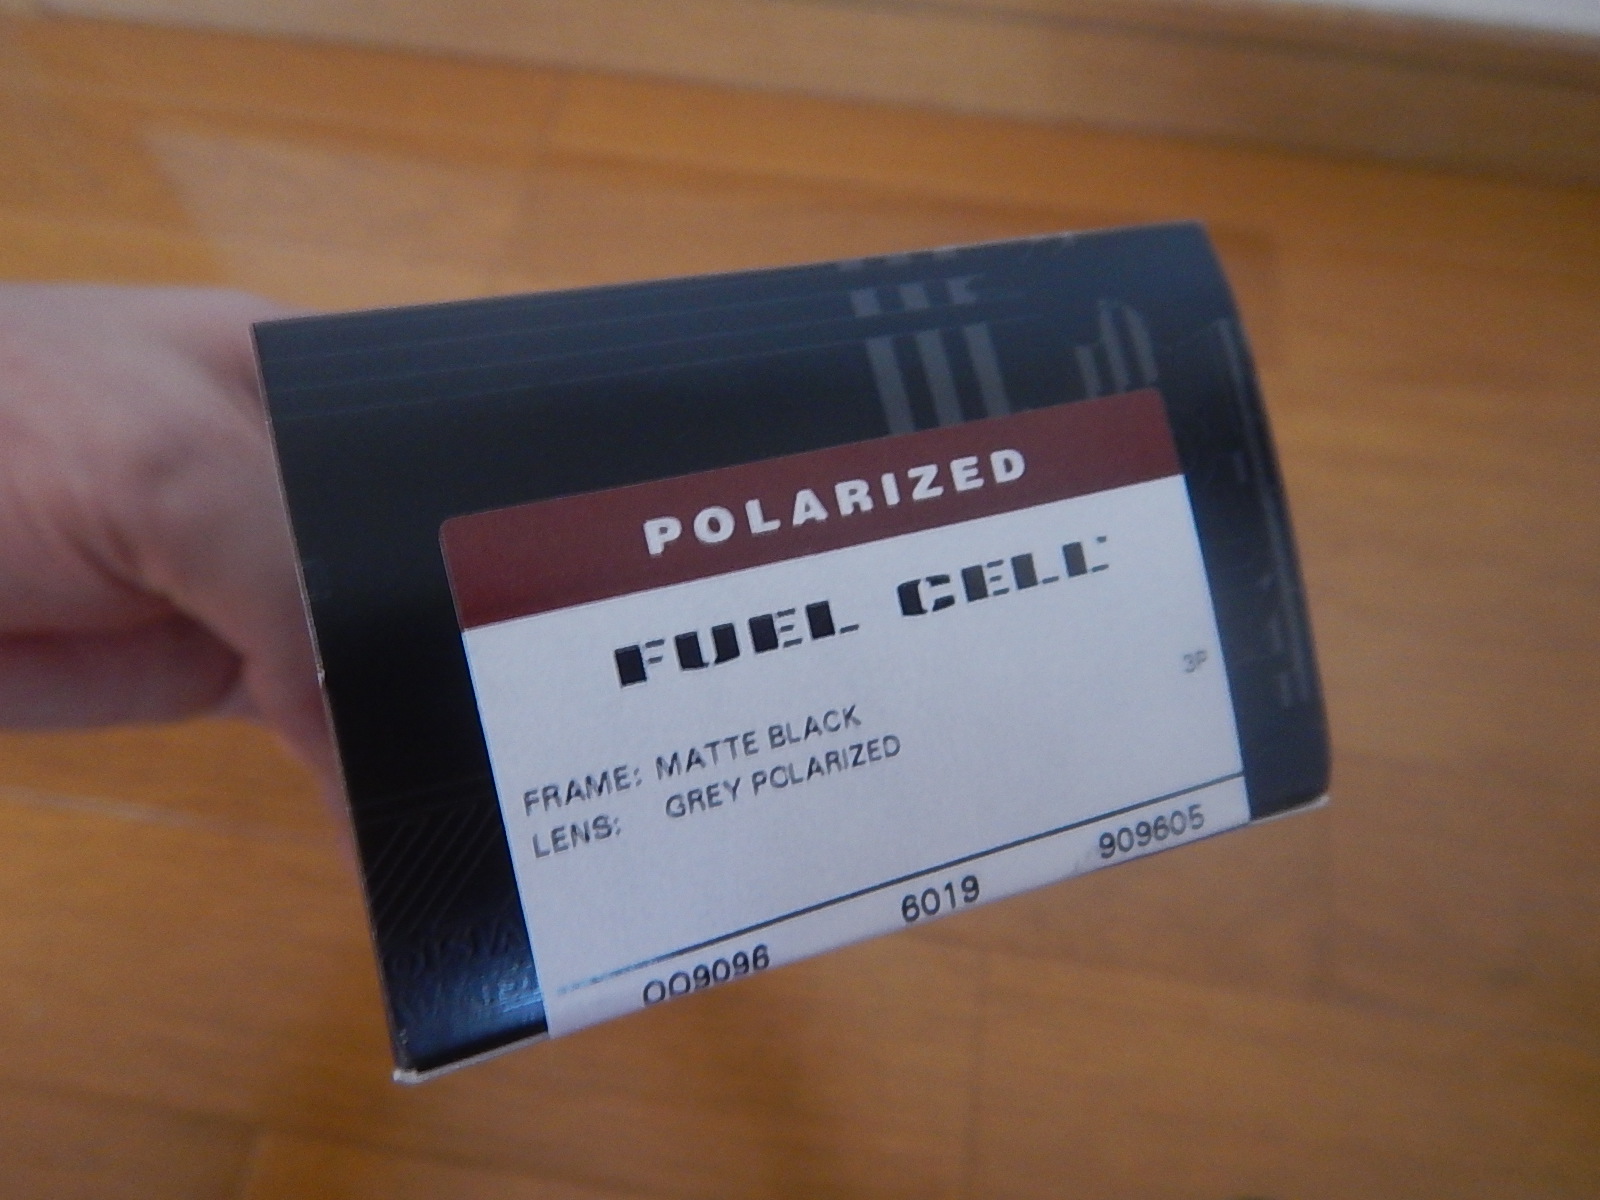 POLARIZED
FUEL CELL
3P
FRAME: MATTE BLACK
LENS: GREY POLARIZED
OO9096 6019 909605